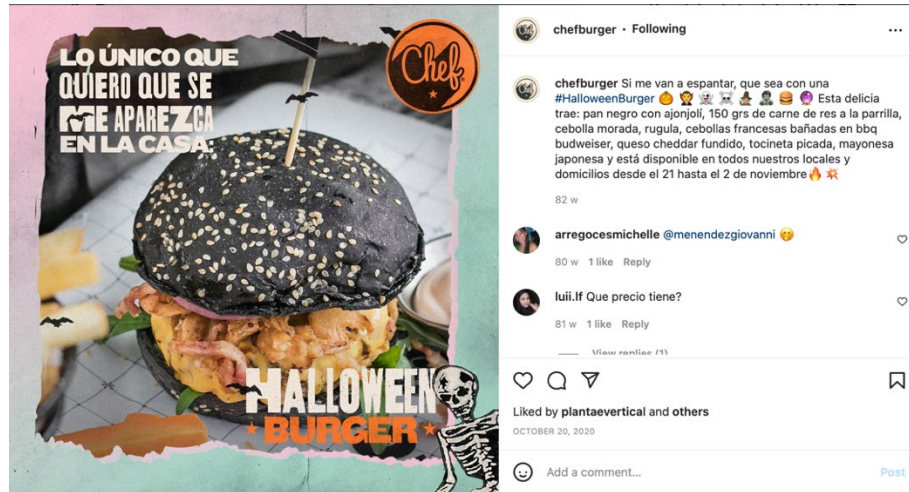 LO ÚNICO QUE
QUIERO QUE SE
ME APAREZCA
EN LA CASA:
Chef
HALLOWEEN
BURGER
chefburger • Following
chefburger Si me van a espantar, que sea con una
#HalloweenBurger 🎃 🧛 👻 ☠️ 🧙 🧟 🍔 🔮 Esta delicia
trae: pan negro con ajonjolí, 150 grs de carne de res a la parrilla,
cebolla morada, rugula, cebollas francesas bañadas en bbq
budweiser, queso cheddar fundido, tocineta picada, mayonesa
japonesa y está disponible en todos nuestros locales y
domicilios desde el 21 hasta el 2 de noviembre🔥 💥
82 w
arregocesmichelle @menendezgiovanni 🤭
80 w 1 like Reply
luii.lf Que precio tiene?
81 w 1 like Reply
View replies (1)
Liked by plantaevertical and others
OCTOBER 20, 2020
Add a comment...
Post